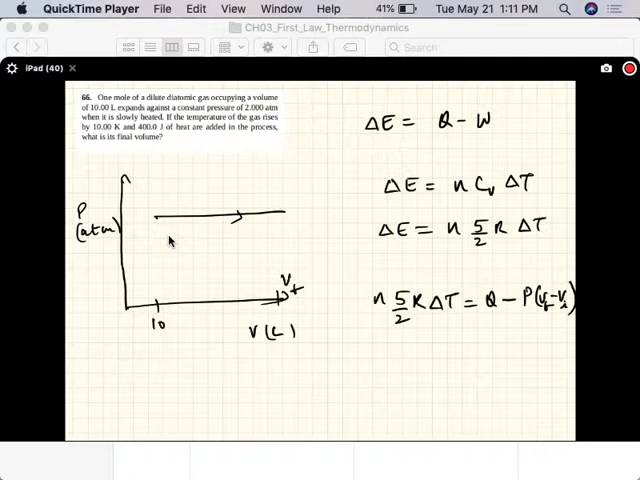 QuickTime Player File Edit View Window Help 41% Tue May 21 1:11 PM
CH03_First_Law_Thermodynamics
Search
iPad (40)
66. One mole of a dilute diatomic gas occupying a volume
of 10.00 L expands against a constant pressure of 2.000 atm
when it is slowly heated. If the temperature of the gas rises
by 10.00 K and 400.0 J of heat are added in the process,
what is its final volume?
ΔE = Q - W
ΔE = n Cv ΔT
ΔE = n 5/2 R ΔT
n 5/2 R ΔT = Q - P(Vf - Vi)
P
(atm)
Vf
10
V (L)